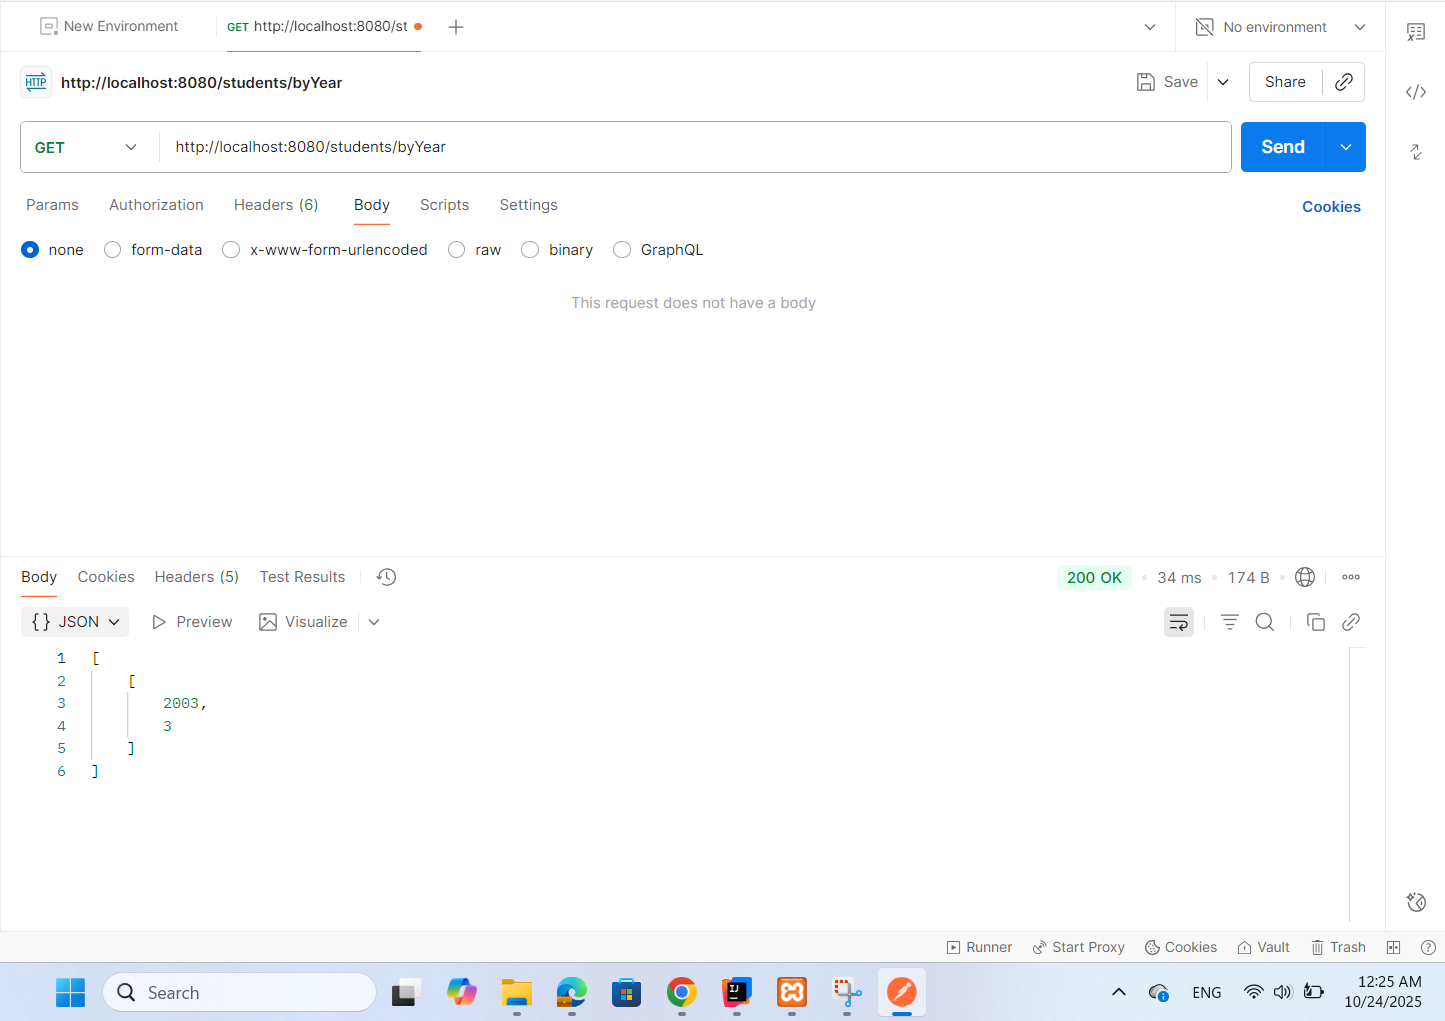 New Environment
GET http://localhost:8080/st
No environment
HTTP http://localhost:8080/students/byYear
Save
Share
GET
http://localhost:8080/students/byYear
Send
Params Authorization Headers (6) Body Scripts Settings
Cookies
none form-data x-www-form-urlencoded raw binary GraphQL
This request does not have a body
Body Cookies Headers (5) Test Results
200 OK 34 ms 174 B
{} JSON Preview Visualize
1 [
2 [
3 2003,
4 3
5 ]
6 ]
Runner Start Proxy Cookies Vault Trash
Search
ENG
12:25 AM
10/24/2025